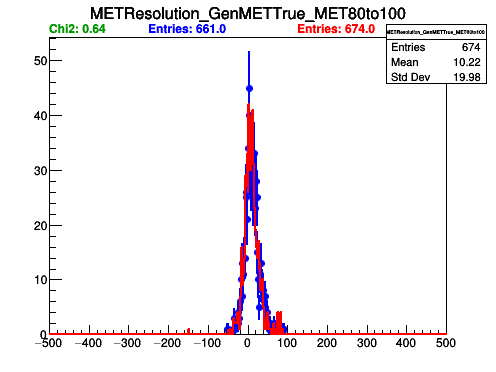 METResolution_GenMETTrue_MET80to100
Chi2: 0.64 Entries: 661.0 Entries: 674.0
METResolution_GenMETTrue_MET80to100
Entries 674
Mean 10.22
Std Dev 19.98
50
40
30
20
10
0
−500 −400 −300 −200 −100 0 100 200 300 400 500